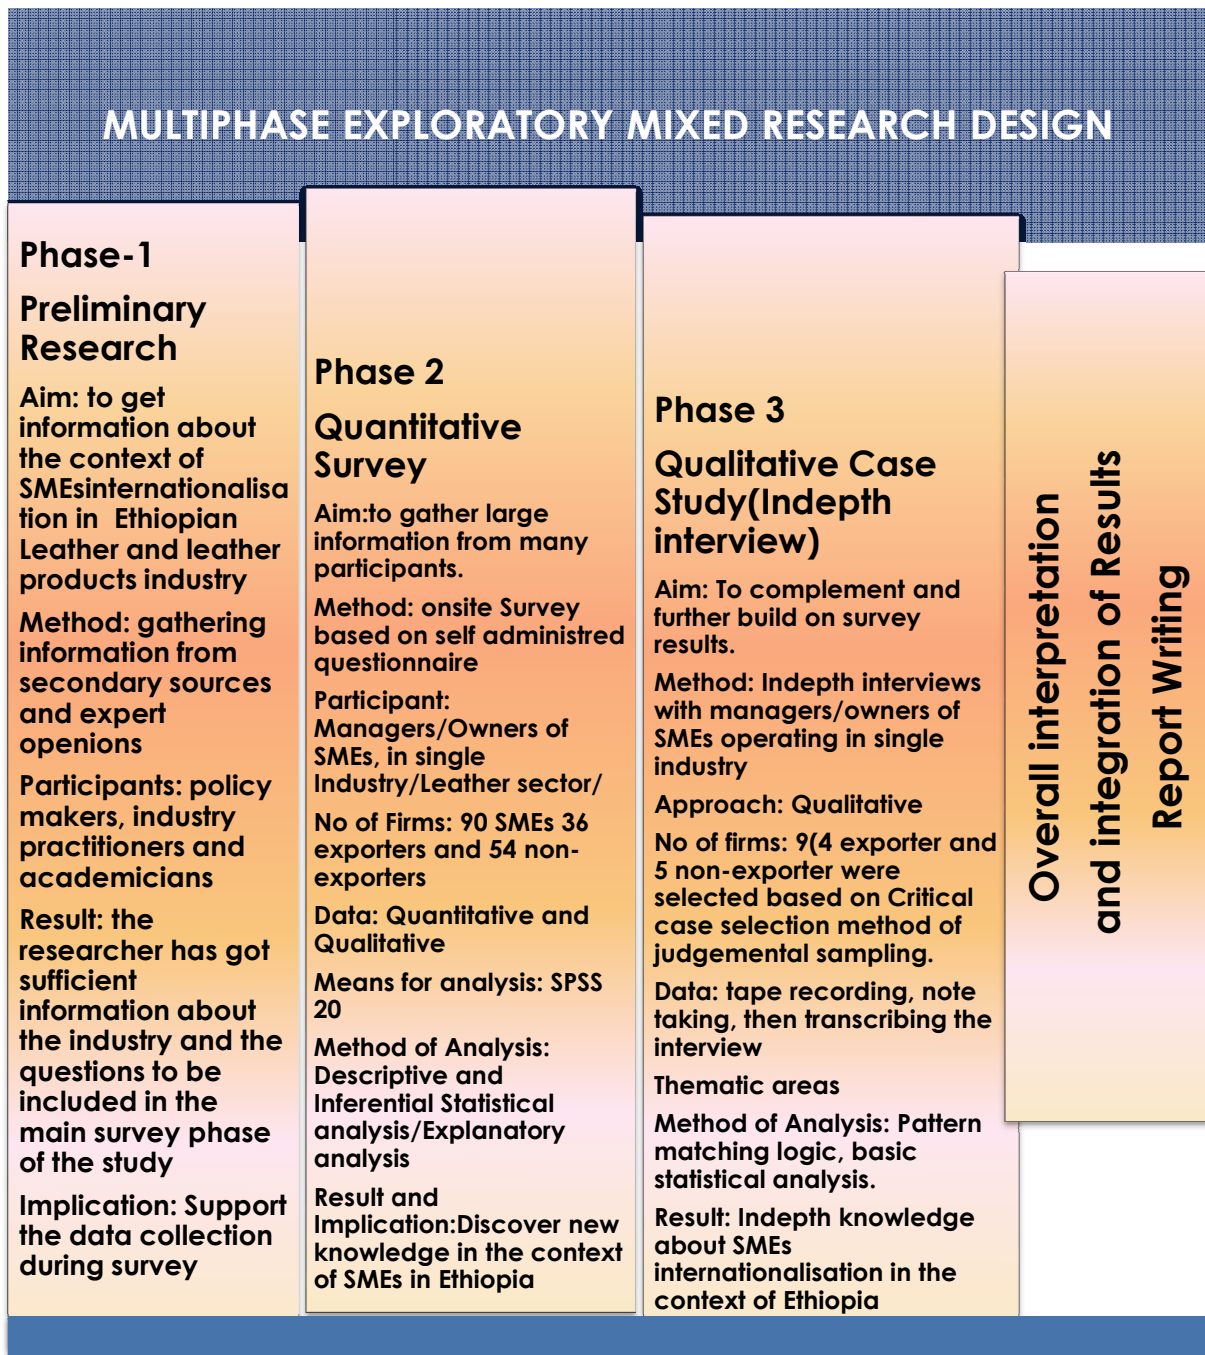 MULTIPHASE EXPLORATORY MIXED RESEARCH DESIGN
Phase-1
Preliminary
Research
Aim: to get
information about
the context of
SMEsinternationalisa
tion in Ethiopian
Leather and leather
products industry
Method: gathering
information from
secondary sources
and expert
openions
Participants: policy
makers, industry
practitioners and
academicians
Result: the
researcher has got
sufficient
information about
the industry and the
questions to be
included in the
main survey phase
of the study
Implication: Support
the data collection
during survey
Phase 2
Quantitative
Survey
Aim:to gather large
information from many
participants.
Method: onsite Survey
based on self administred
questionnaire
Participant:
Managers/Owners of
SMEs, in single
Industry/Leather sector/
No of Firms: 90 SMEs 36
exporters and 54 non-
exporters
Data: Quantitative and
Qualitative
Means for analysis: SPSS
20
Method of Analysis:
Descriptive and
Inferential Statistical
analysis/Explanatory
analysis
Result and
Implication:Discover new
knowledge in the context
of SMEs in Ethiopia
Phase 3
Qualitative Case
Study(Indepth
interview)
Aim: To complement and
further build on survey
results.
Method: Indepth interviews
with managers/owners of
SMEs operating in single
industry
Approach: Qualitative
No of firms: 9(4 exporter and
5 non-exporter were
selected based on Critical
case selection method of
judgemental sampling.
Data: tape recording, note
taking, then transcribing the
interview
Thematic areas
Method of Analysis: Pattern
matching logic, basic
statistical analysis.
Result: Indepth knowledge
about SMEs
internationalisation in the
context of Ethiopia
Overall interpretation
and integration of Results
Report Writing